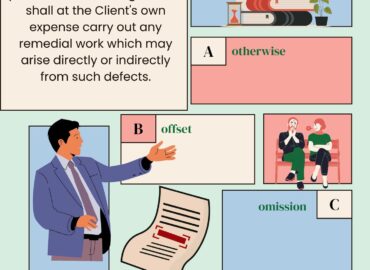 shall at the Client's own
expense carry out any
remedial work which may
arise directly or indirectly
from such defects.
A otherwise
B offset
omission C